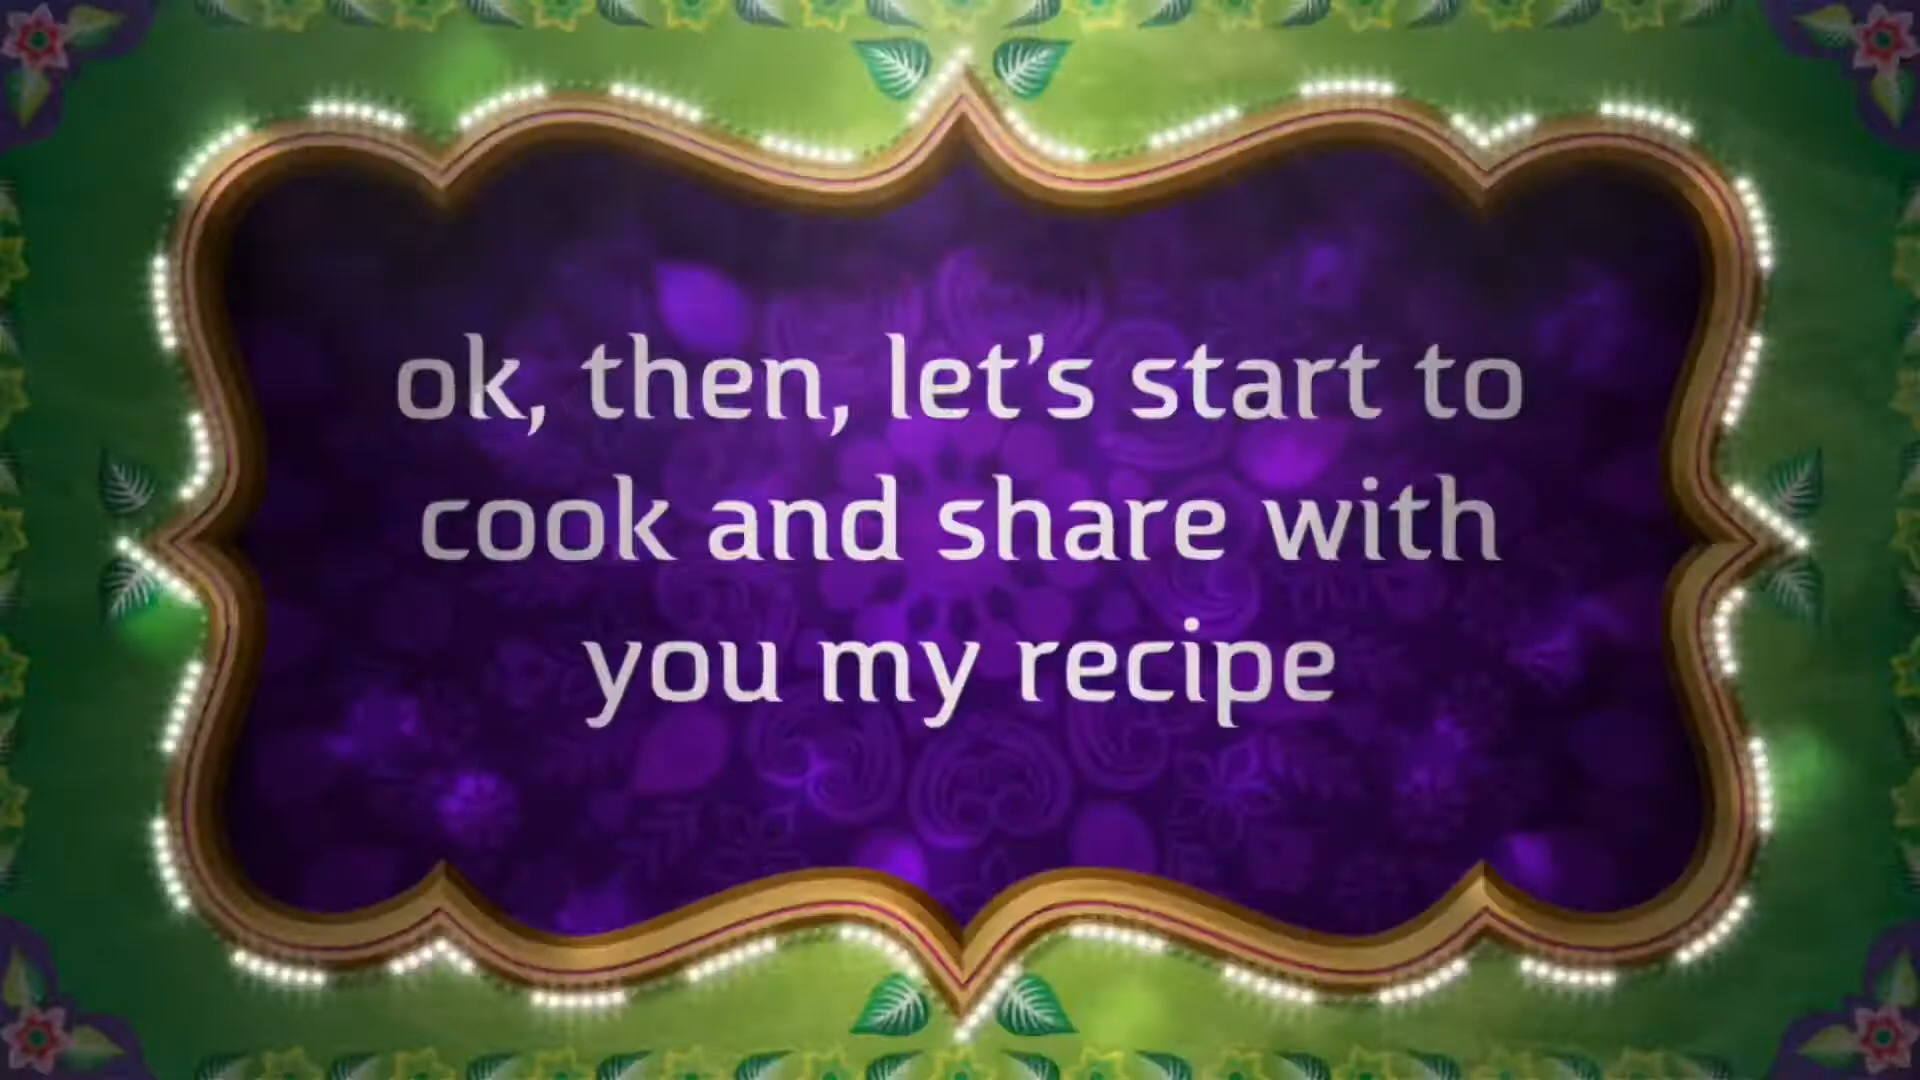 ok, then, let’s start to
cook and share with
you my recipe